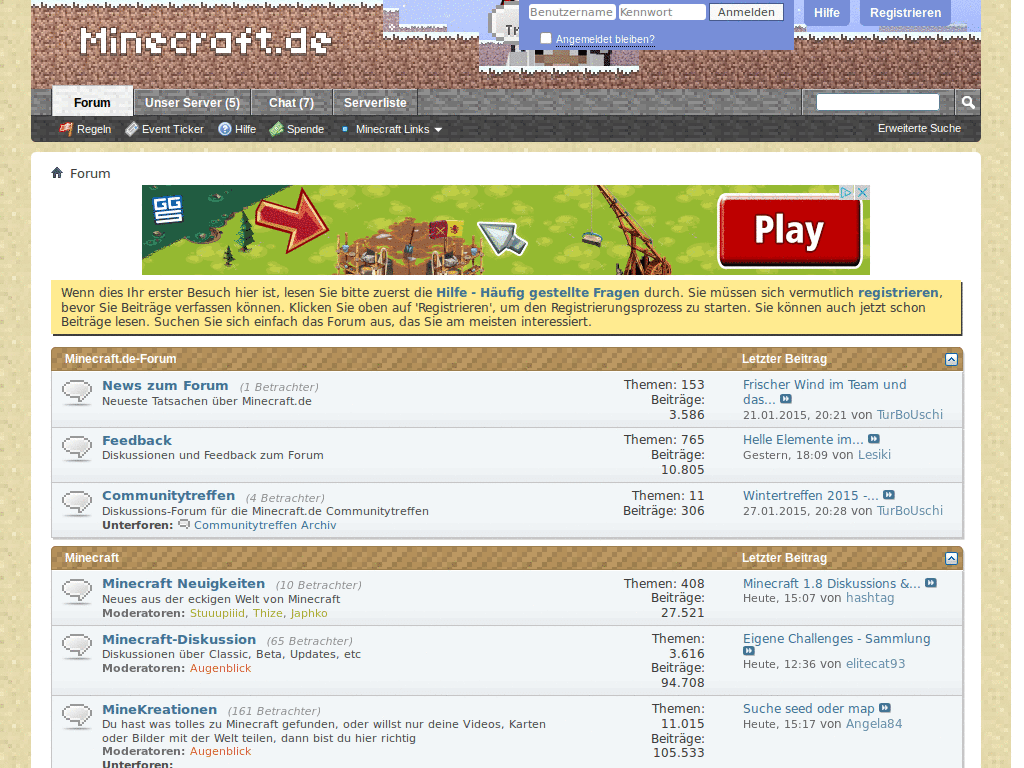 Minecraft.de
Benutzername Kennwort Anmelden
Angemeldet bleiben?
Hilfe Registrieren
Forum Unser Server (5) Chat (7) Serverliste
Regeln Event Ticker Hilfe Spende Minecraft Links Erweiterte Suche
Forum
GGS
Play
Wenn dies Ihr erster Besuch hier ist, lesen Sie bitte zuerst die Hilfe - Häufig gestellte Fragen durch. Sie müssen sich vermutlich registrieren,
bevor Sie Beiträge verfassen können. Klicken Sie oben auf 'Registrieren', um den Registrierungsprozess zu starten. Sie können auch jetzt schon
Beiträge lesen. Suchen Sie sich einfach das Forum aus, das Sie am meisten interessiert.
Minecraft.de-Forum Letzter Beitrag
News zum Forum (1 Betrachter)
Neueste Tatsachen über Minecraft.de
Themen: 153
Beiträge:
3.586
Frischer Wind im Team und
das...
21.01.2015, 20:21 von TurBoUschi
Feedback
Diskussionen und Feedback zum Forum
Themen: 765
Beiträge:
10.805
Helle Elemente im...
Gestern, 18:09 von Lesiki
Communitytreffen (4 Betrachter)
Diskussions-Forum für die Minecraft.de Communitytreffen
Unterforen: Communitytreffen Archiv
Themen: 11
Beiträge: 306
Wintertreffen 2015 -...
27.01.2015, 20:28 von TurBoUschi
Minecraft Letzter Beitrag
Minecraft Neuigkeiten (10 Betrachter)
Neues aus der eckigen Welt von Minecraft
Moderatoren: Stuuupiiid, Thize, Japhko
Themen: 408
Beiträge:
27.521
Minecraft 1.8 Diskussions &...
Heute, 15:07 von hashtag
Minecraft-Diskussion (65 Betrachter)
Diskussionen über Classic, Beta, Updates, etc
Moderatoren: Augenblick
Themen:
3.616
Beiträge:
94.708
Eigene Challenges - Sammlung
Heute, 12:36 von elitecat93
MineKreationen (161 Betrachter)
Du hast was tolles zu Minecraft gefunden, oder willst nur deine Videos, Karten
oder Bilder mit der Welt teilen, dann bist du hier richtig
Moderatoren: Augenblick
Unterforen:
Themen:
11.015
Beiträge:
105.533
Suche seed oder map
Heute, 15:17 von Angela84